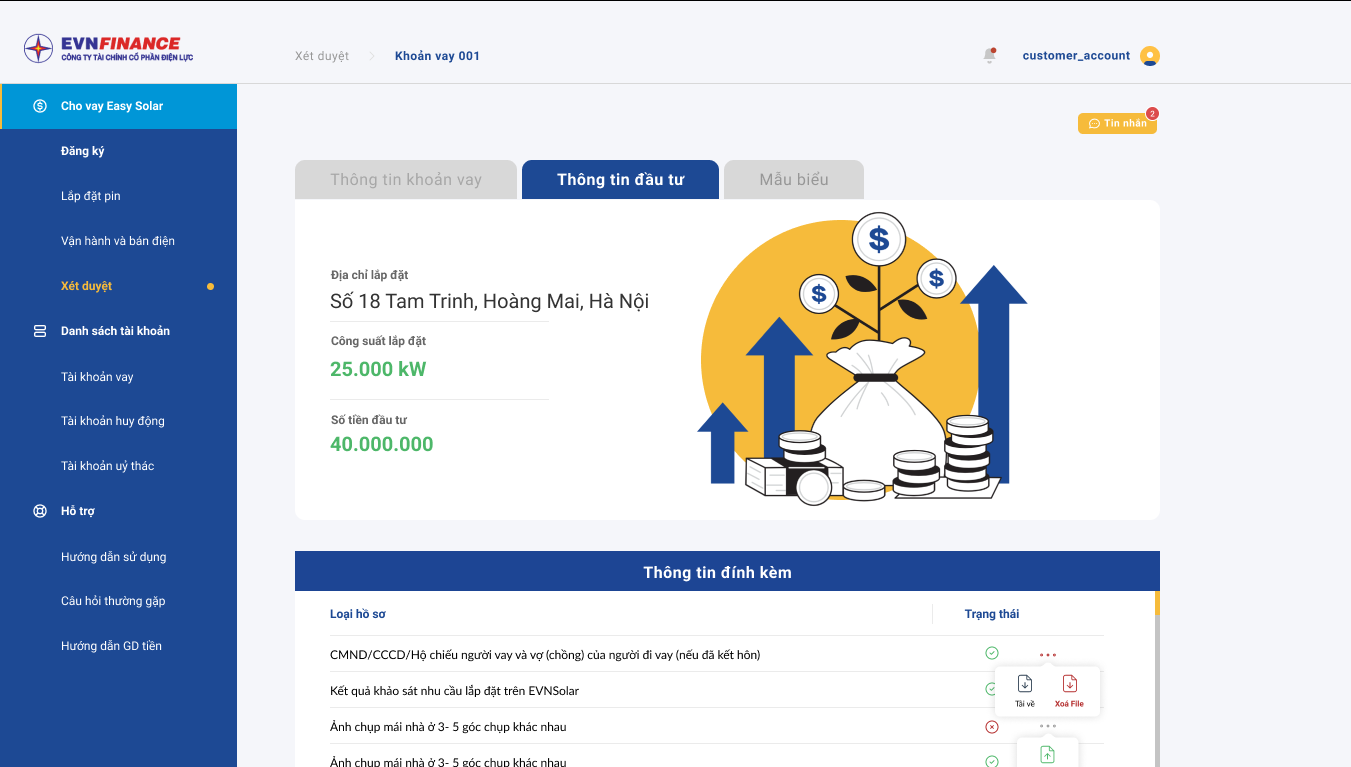 EVNFINANCE
CÔNG TY TÀI CHÍNH CỔ PHẦN ĐIỆN LỰC
Xét duyệt
Khoản vay 001
customer_account
Cho vay Easy Solar
Đăng ký
Lắp đặt pin
Vận hành và bán điện
Xét duyệt
Danh sách tài khoản
Tài khoản vay
Tài khoản huy động
Tài khoản uỷ thác
Hỗ trợ
Hướng dẫn sử dụng
Câu hỏi thường gặp
Hướng dẫn GD tiền
Tin nhắn
2
Thông tin khoản vay
Thông tin đầu tư
Mẫu biểu
Địa chỉ lắp đặt
Số 18 Tam Trinh, Hoàng Mai, Hà Nội
Công suất lắp đặt
25.000 kW
Số tiền đầu tư
40.000.000
$
$
$
Thông tin đính kèm
Loại hồ sơ
Trạng thái
CMND/CCCD/Hộ chiếu người vay và vợ (chồng) của người đi vay (nếu đã kết hôn)
Kết quả khảo sát nhu cầu lắp đặt trên EVNSolar
Tải về
Xoá File
Ảnh chụp mái nhà ở 3- 5 góc chụp khác nhau
Ảnh chụp mái nhà ở 3- 5 góc chụp khác nhau